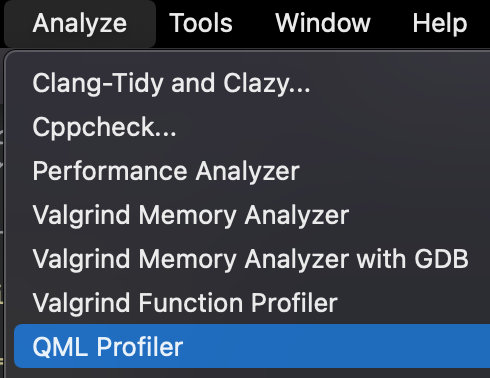 Analyze Tools Window Help
Clang-Tidy and Clazy...
Cppcheck...
Performance Analyzer
Valgrind Memory Analyzer
Valgrind Memory Analyzer with GDB
Valgrind Function Profiler
QML Profiler